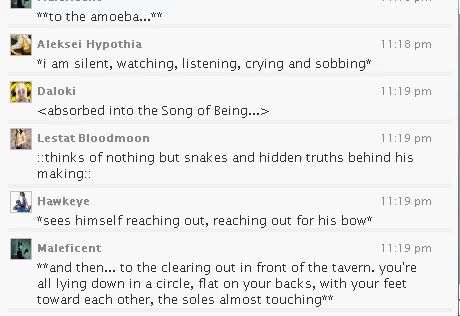 **to the amoeba...**
Aleksei Hypothia 11:18 pm
*i am silent, watching, listening, crying and sobbing*
Daloki 11:19 pm
<absorbed into the Song of Being...>
Lestat Bloodmoon 11:19 pm
::thinks of nothing but snakes and hidden truths behind his
making::
Hawkeye 11:19 pm
*sees himself reaching out, reaching out for his bow*
Maleficent 11:19 pm
**and then... to the clearing out in front of the tavern. you're
all lying down in a circle, flat on your backs, with your feet
toward each other, the soles almost touching**